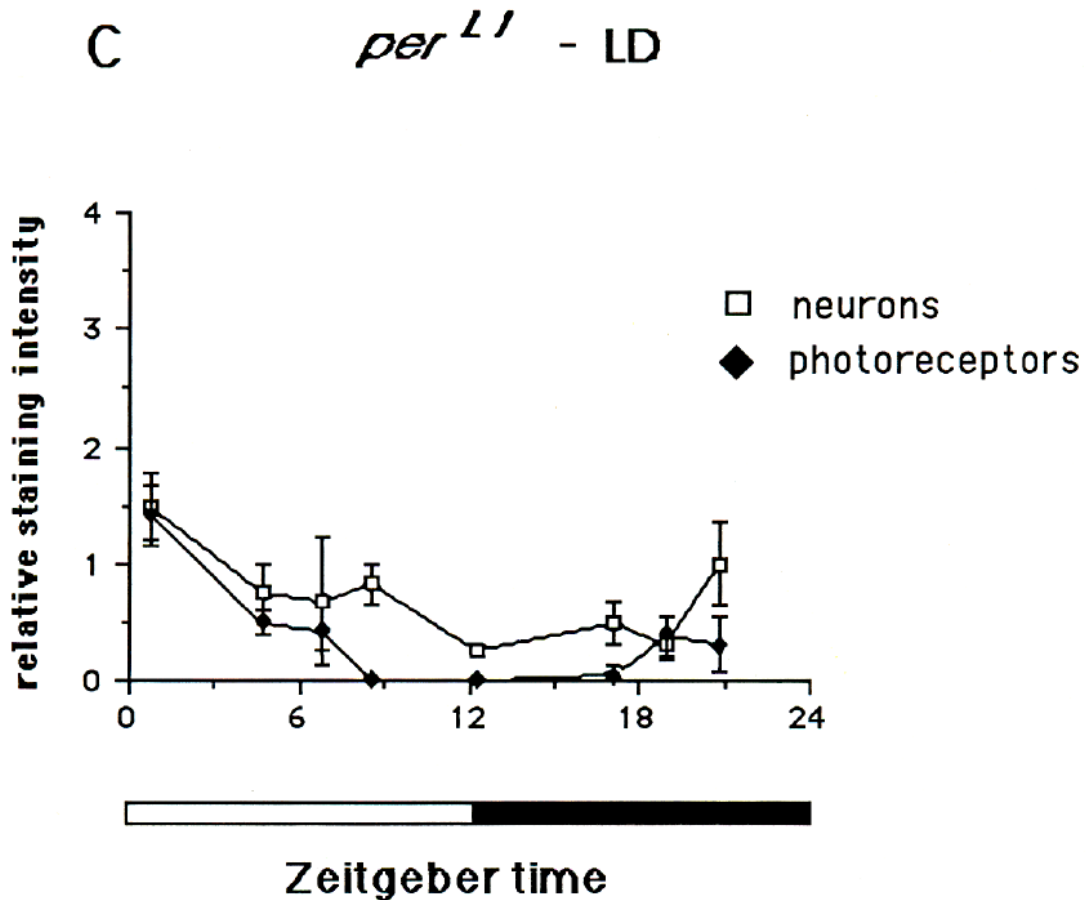 C per L1 - LD
relative staining intensity
4
3
2
1
0
neurons
photoreceptors
0 6 12 18 24
Zeitgeber time